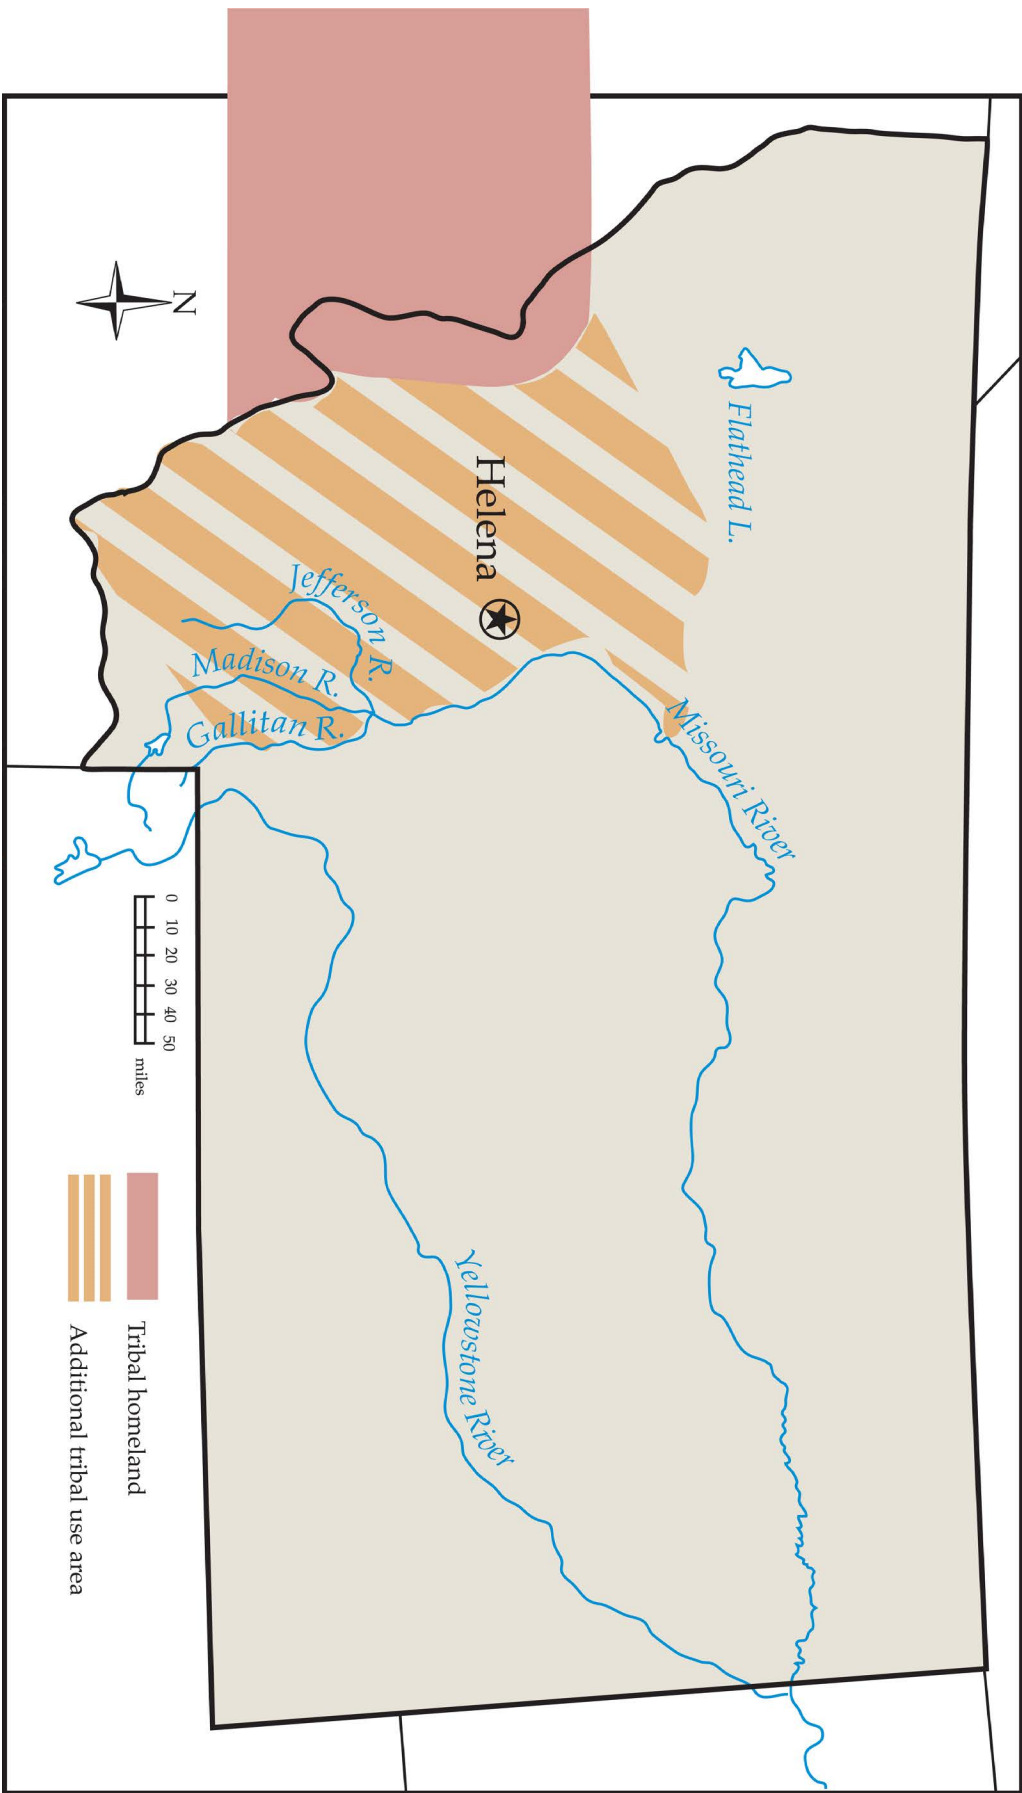 Flathead L.
Missouri River
Helena
Jefferson R.
Madison R.
Gallitan R.
Yellowstone River
N
0 10 20 30 40 50
miles
Tribal homeland
Additional tribal use area